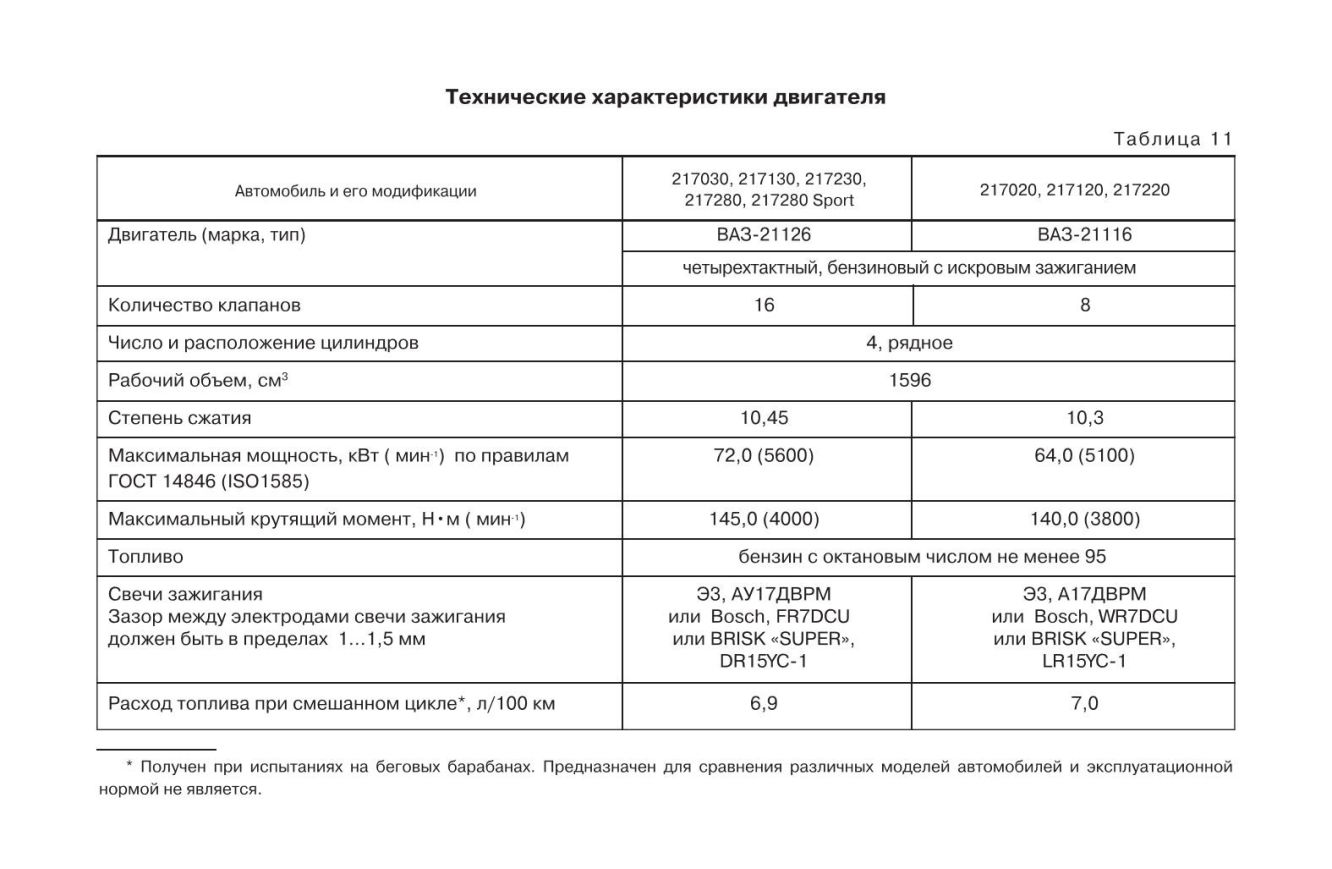 Технические характеристики двигателя
Таблица 11
Автомобиль и его модификации
217030, 217130, 217230,
217280, 217280 Sport
217020, 217120, 217220
Двигатель (марка, тип)
ВАЗ-21126
ВАЗ-21116
четырехтактный, бензиновый с искровым зажиганием
Количество клапанов
16
8
Число и расположение цилиндров
4, рядное
Рабочий объем, см³
1596
Степень сжатия
10,45
10,3
Максимальная мощность, кВт ( мин⁻¹) по правилам
ГОСТ 14846 (ISO1585)
72,0 (5600)
64,0 (5100)
Максимальный крутящий момент, Н•м ( мин⁻¹)
145,0 (4000)
140,0 (3800)
Топливо
бензин с октановым числом не менее 95
Свечи зажигания
Зазор между электродами свечи зажигания
должен быть в пределах 1...1,5 мм
ЭЗ, АУ17ДВРМ
или Bosch, FR7DCU
или BRISK «SUPER»,
DR15YC-1
ЭЗ, А17ДВРМ
или Bosch, WR7DCU
или BRISK «SUPER»,
LR15YC-1
Расход топлива при смешанном цикле*, л/100 км
6,9
7,0
* Получен при испытаниях на беговых барабанах. Предназначен для сравнения различных моделей автомобилей и эксплуатационной
нормой не является.